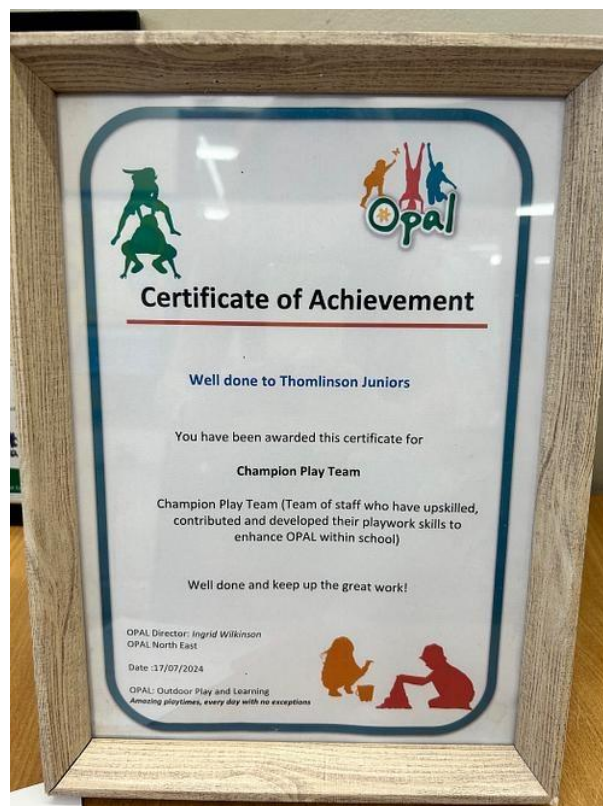 Opal
Certificate of Achievement
Well done to Thomlinson Juniors
You have been awarded this certificate for
Champion Play Team
Champion Play Team (Team of staff who have upskilled,
contributed and developed their playwork skills to
enhance OPAL within school)
Well done and keep up the great work!
OPAL Director: Ingrid Wilkinson
OPAL North East
Date :17/07/2024
OPAL: Outdoor Play and Learning
Amazing playtimes, every day with no exceptions